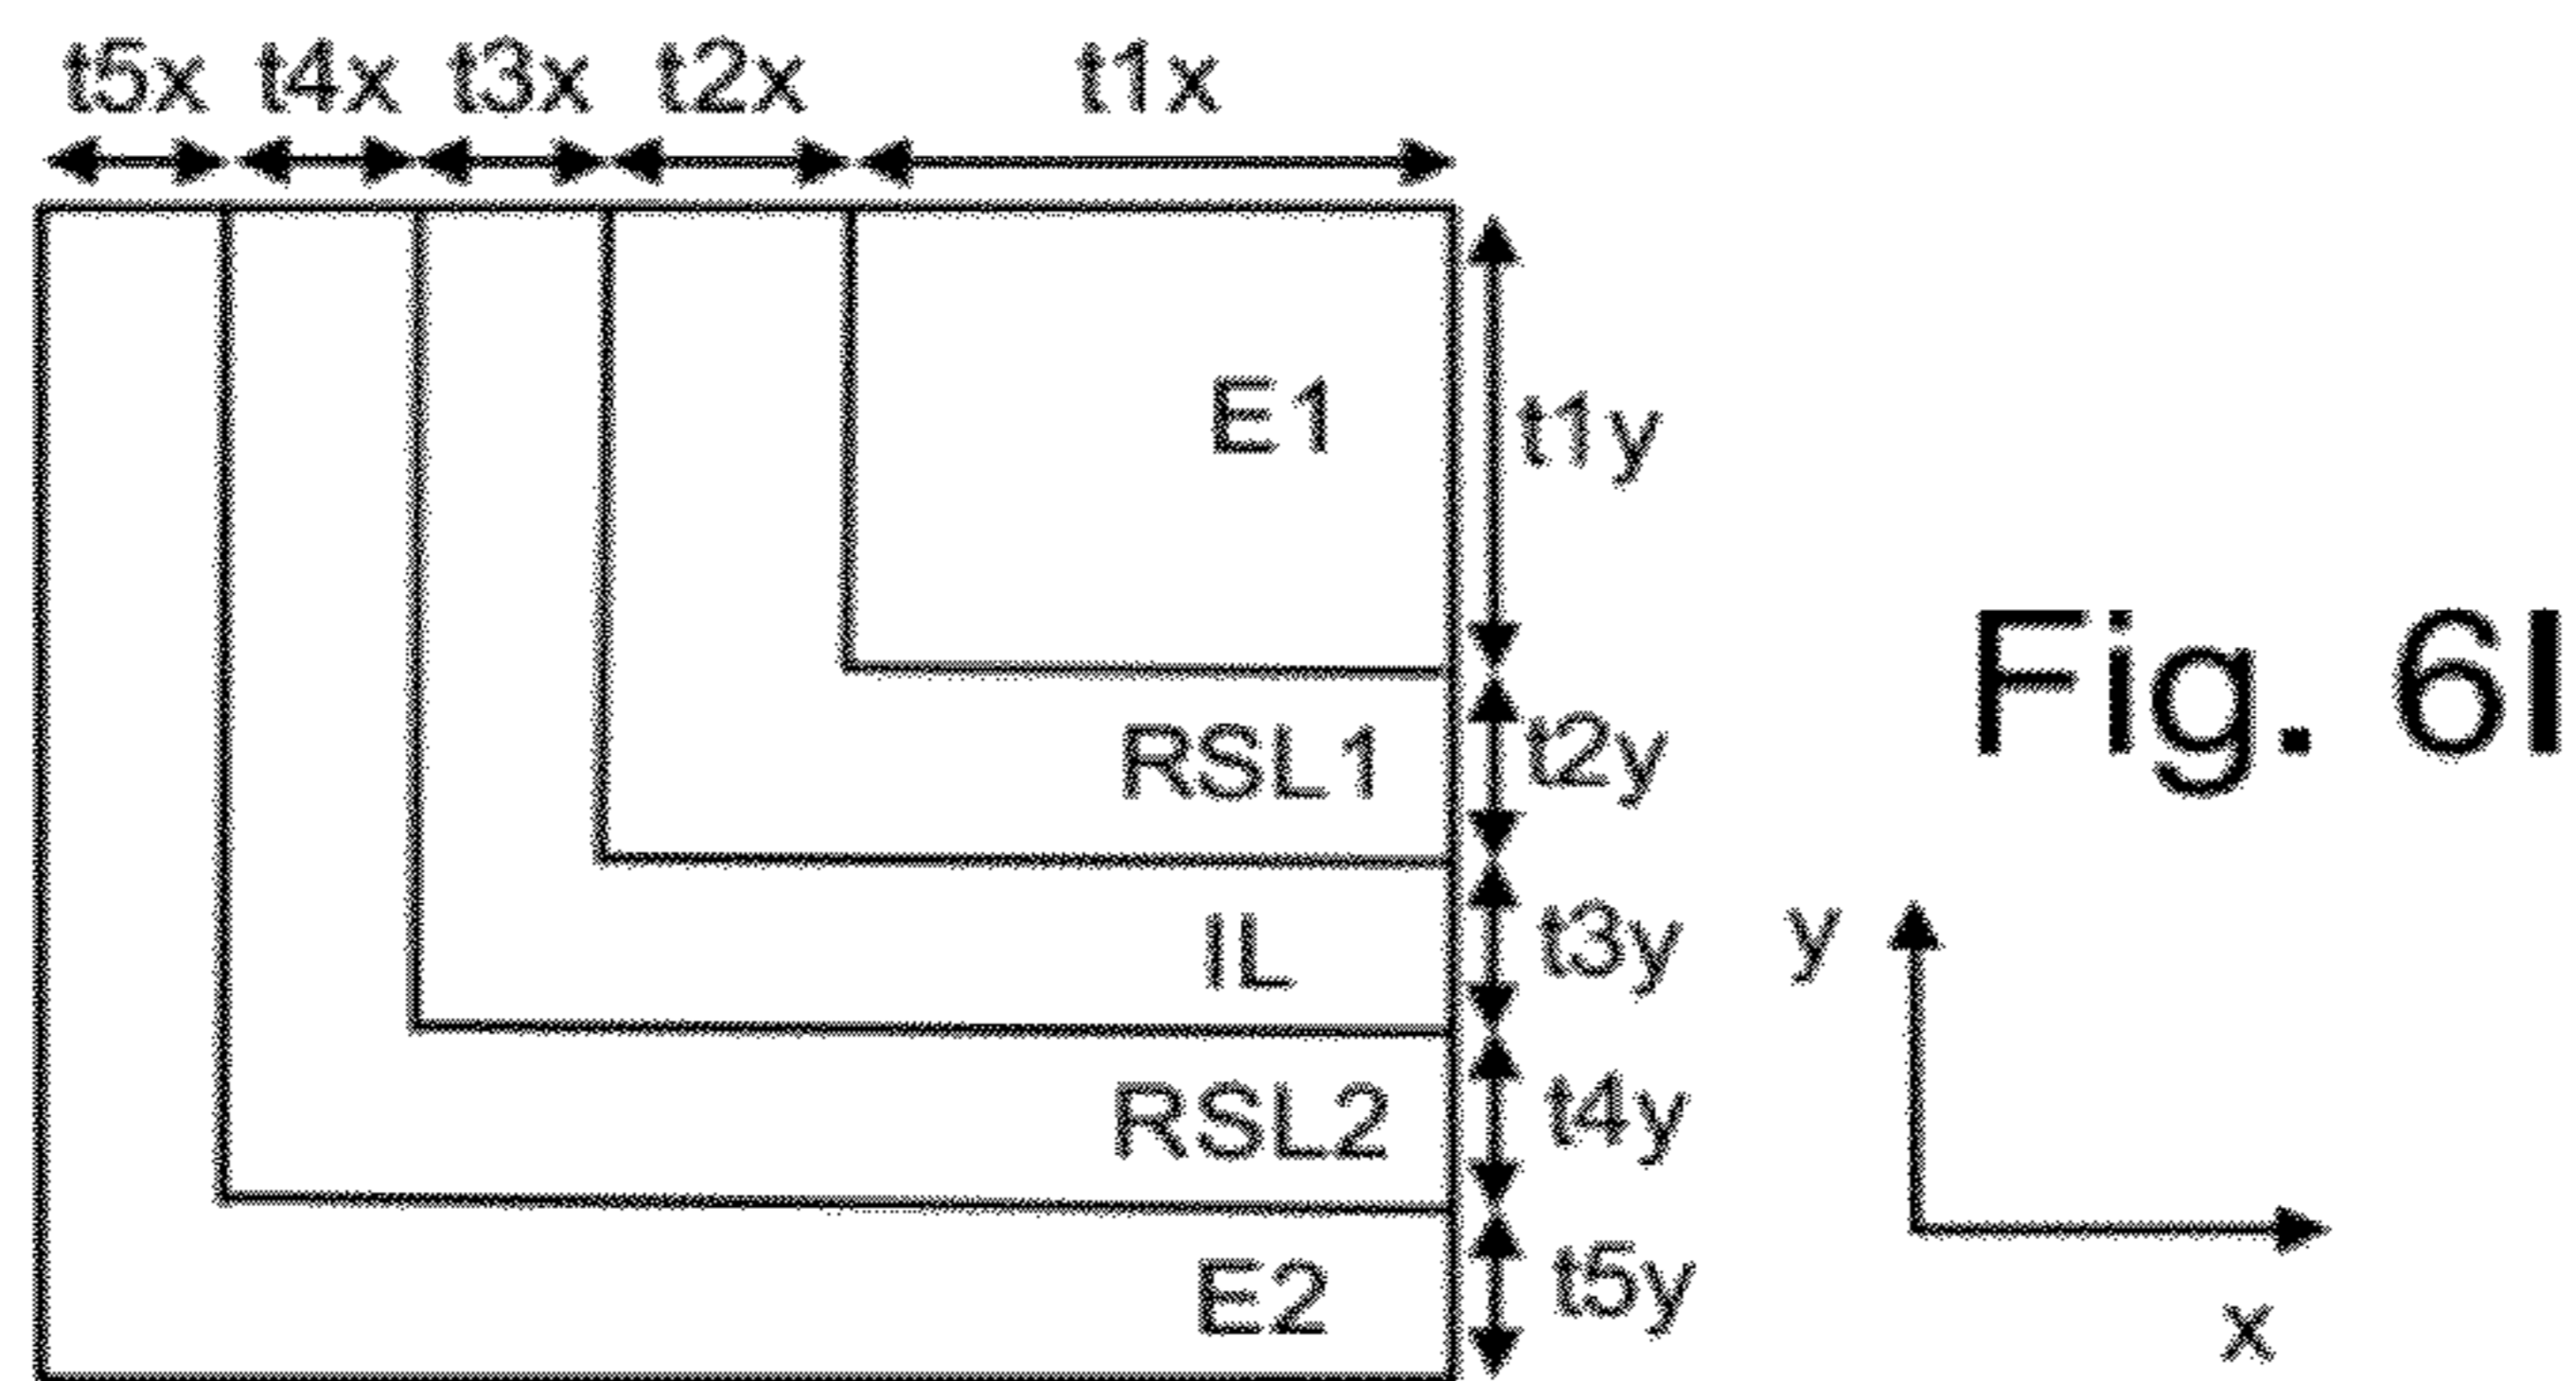 t5x t4x t3x t2x t1x
E1
t1y
RSL1
t2y
IL
t3y
RSL2
t4y
E2
t5y
Fig. 6I
y
x